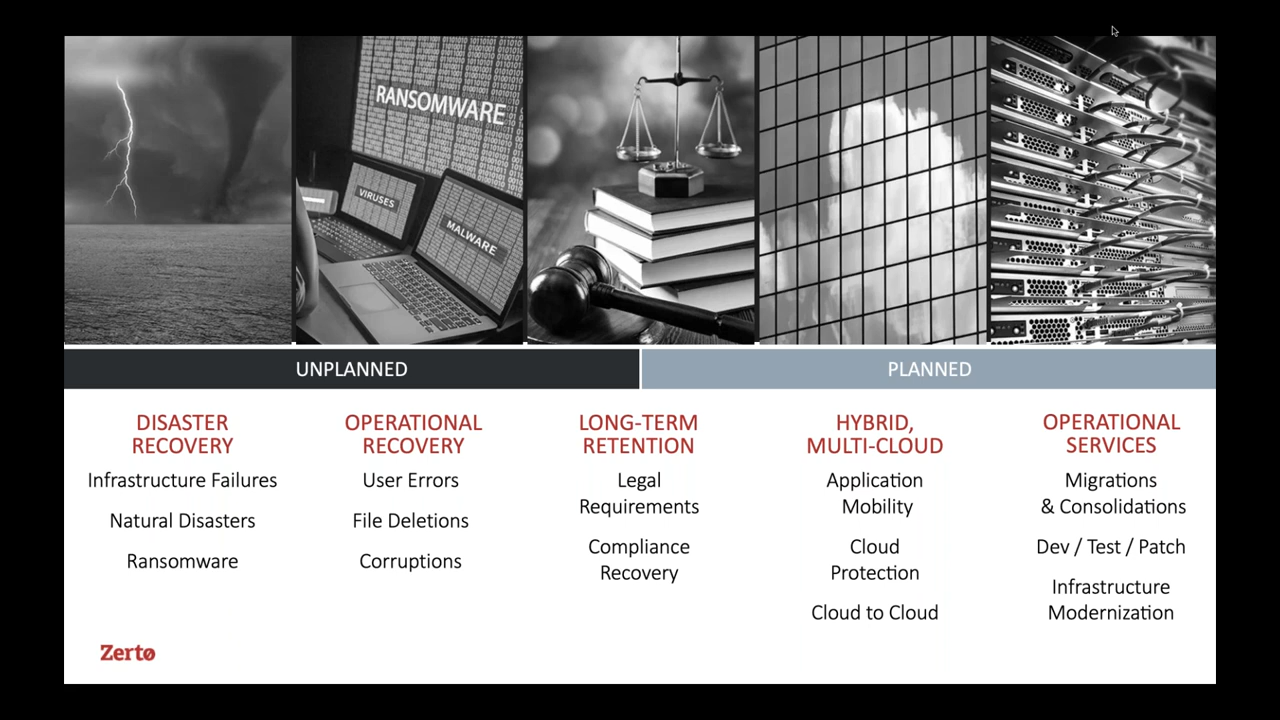 RANSOMWARE
VIRUSES
MALWARE
UNPLANNED
PLANNED
DISASTER
RECOVERY
Infrastructure Failures
Natural Disasters
Ransomware
OPERATIONAL
RECOVERY
User Errors
File Deletions
Corruptions
LONG-TERM
RETENTION
Legal
Requirements
Compliance
Recovery
HYBRID,
MULTI-CLOUD
Application
Mobility
Cloud
Protection
Cloud to Cloud
OPERATIONAL
SERVICES
Migrations
& Consolidations
Dev / Test / Patch
Infrastructure
Modernization
Zerto